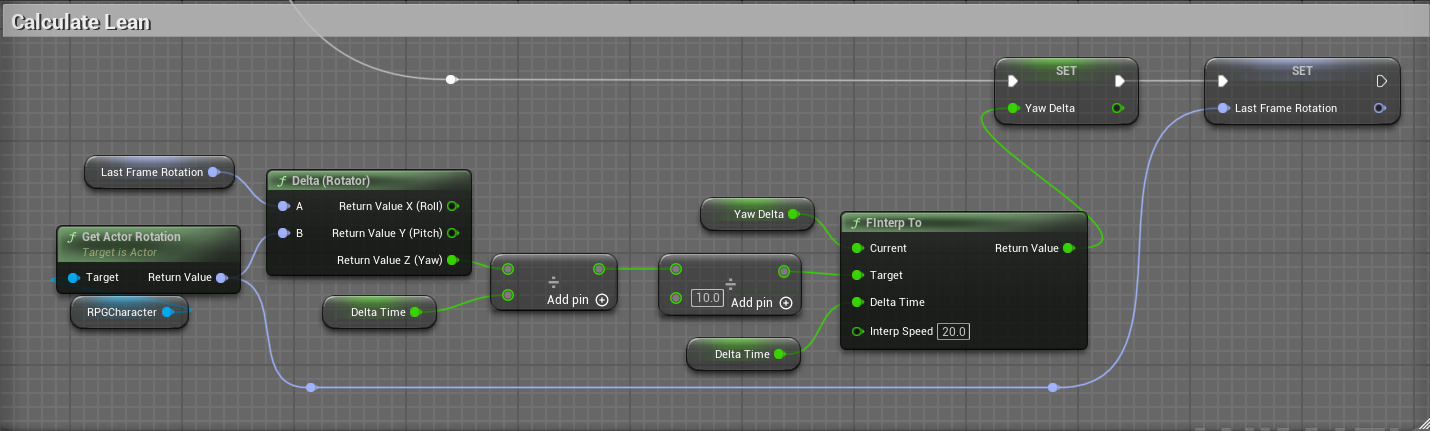 Calculate Lean
SET
Yaw Delta
SET
Last Frame Rotation
Last Frame Rotation
f Delta (Rotator)
A Return Value X (Roll)
B Return Value Y (Pitch)
Return Value Z (Yaw)
f Get Actor Rotation
Target is Actor
Target Return Value
RPGCharacter
÷
Add pin
Delta Time
÷
10.0 Add pin
Yaw Delta
f FInterp To
Current Return Value
Target
Delta Time
Interp Speed 20.0
Delta Time